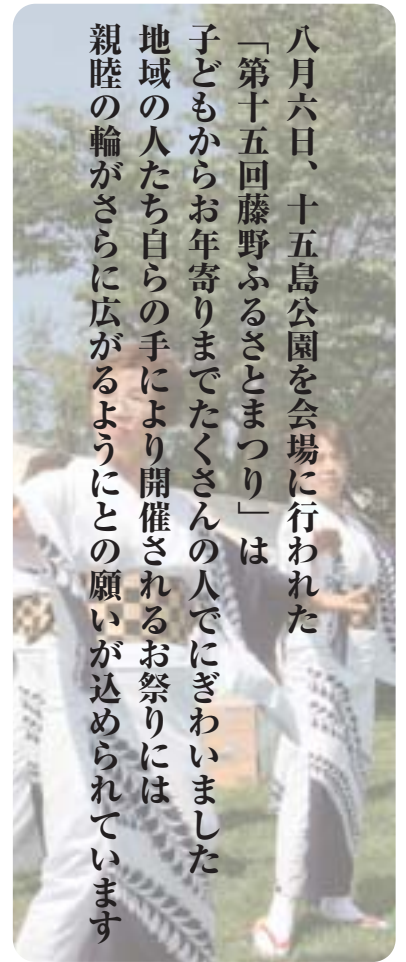 八月六日、十五島公園を会場に行われた
「第十五回藤野ふるさとまつり」は
子どもからお年寄りまでたくさんの人でにぎわいました
地域の人たち自らの手により開催されるお祭りには
親睦の輪がさらに広がるようにとの願いが込められています